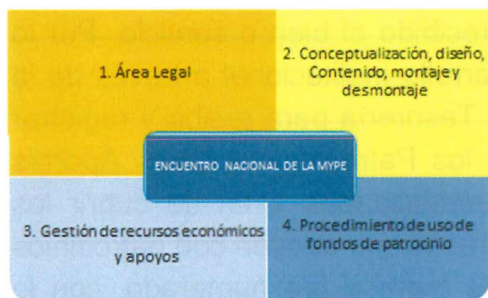 1. Área Legal
2. Conceptualización, diseño,
Contenido, montaje y
desmontaje
ENCUENTRO NACIONAL DE LA MYPE
3. Gestión de recursos económicos
y apoyos
4. Procedimiento de uso de
fondos de patrocinio